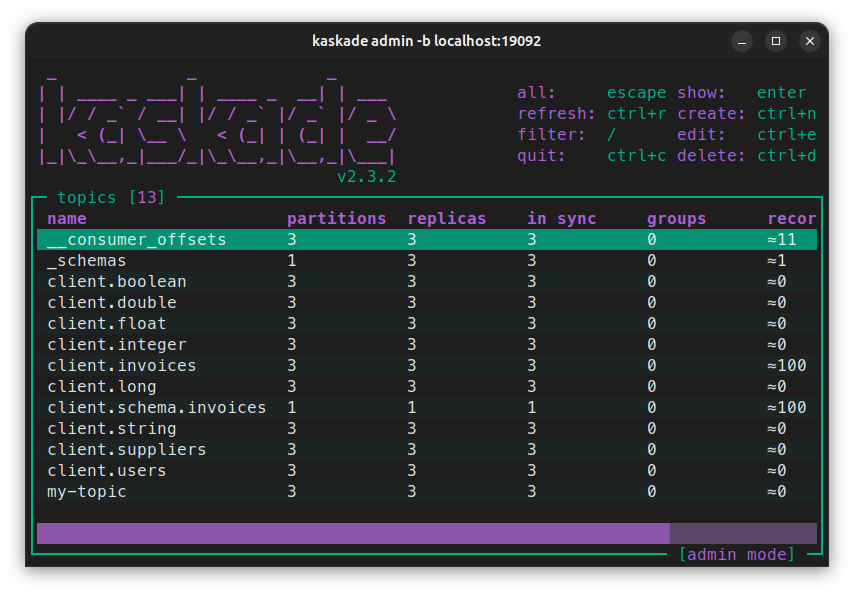 kaskade admin -b localhost:19092
kaskade
all: escape show: enter
refresh: ctrl+r create: ctrl+n
filter: / edit: ctrl+e
quit: ctrl+c delete: ctrl+d
v2.3.2
topics [13]
name partitions replicas in sync groups recor
__consumer_offsets 3 3 3 0 ≈11
_schemas 1 3 3 0 ≈1
client.boolean 3 3 3 0 ≈0
client.double 3 3 3 0 ≈0
client.float 3 3 3 0 ≈0
client.integer 3 3 3 0 ≈0
client.invoices 3 3 3 0 ≈100
client.long 3 3 3 0 ≈0
client.schema.invoices 1 1 1 0 ≈100
client.string 3 3 3 0 ≈0
client.suppliers 3 3 3 0 ≈0
client.users 3 3 3 0 ≈0
my-topic 3 3 3 0 ≈0
[admin mode]